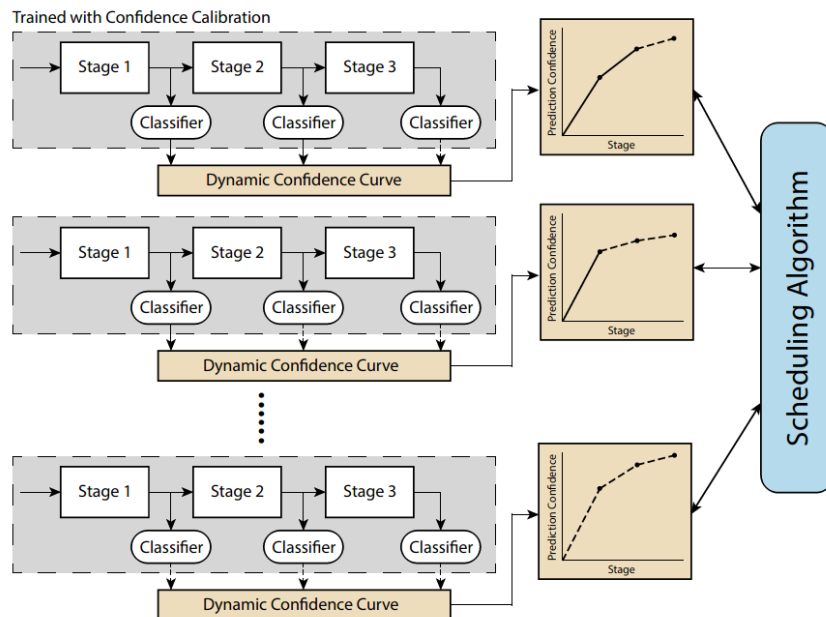 Trained with Confidence Calibration
Stage 1
Stage 2
Stage 3
Classifier
Classifier
Classifier
Dynamic Confidence Curve
Prediction Confidence
Stage
Stage 1
Stage 2
Stage 3
Classifier
Classifier
Classifier
Dynamic Confidence Curve
Prediction Confidence
Stage
Stage 1
Stage 2
Stage 3
Classifier
Classifier
Classifier
Dynamic Confidence Curve
Prediction Confidence
Stage
Scheduling Algorithm